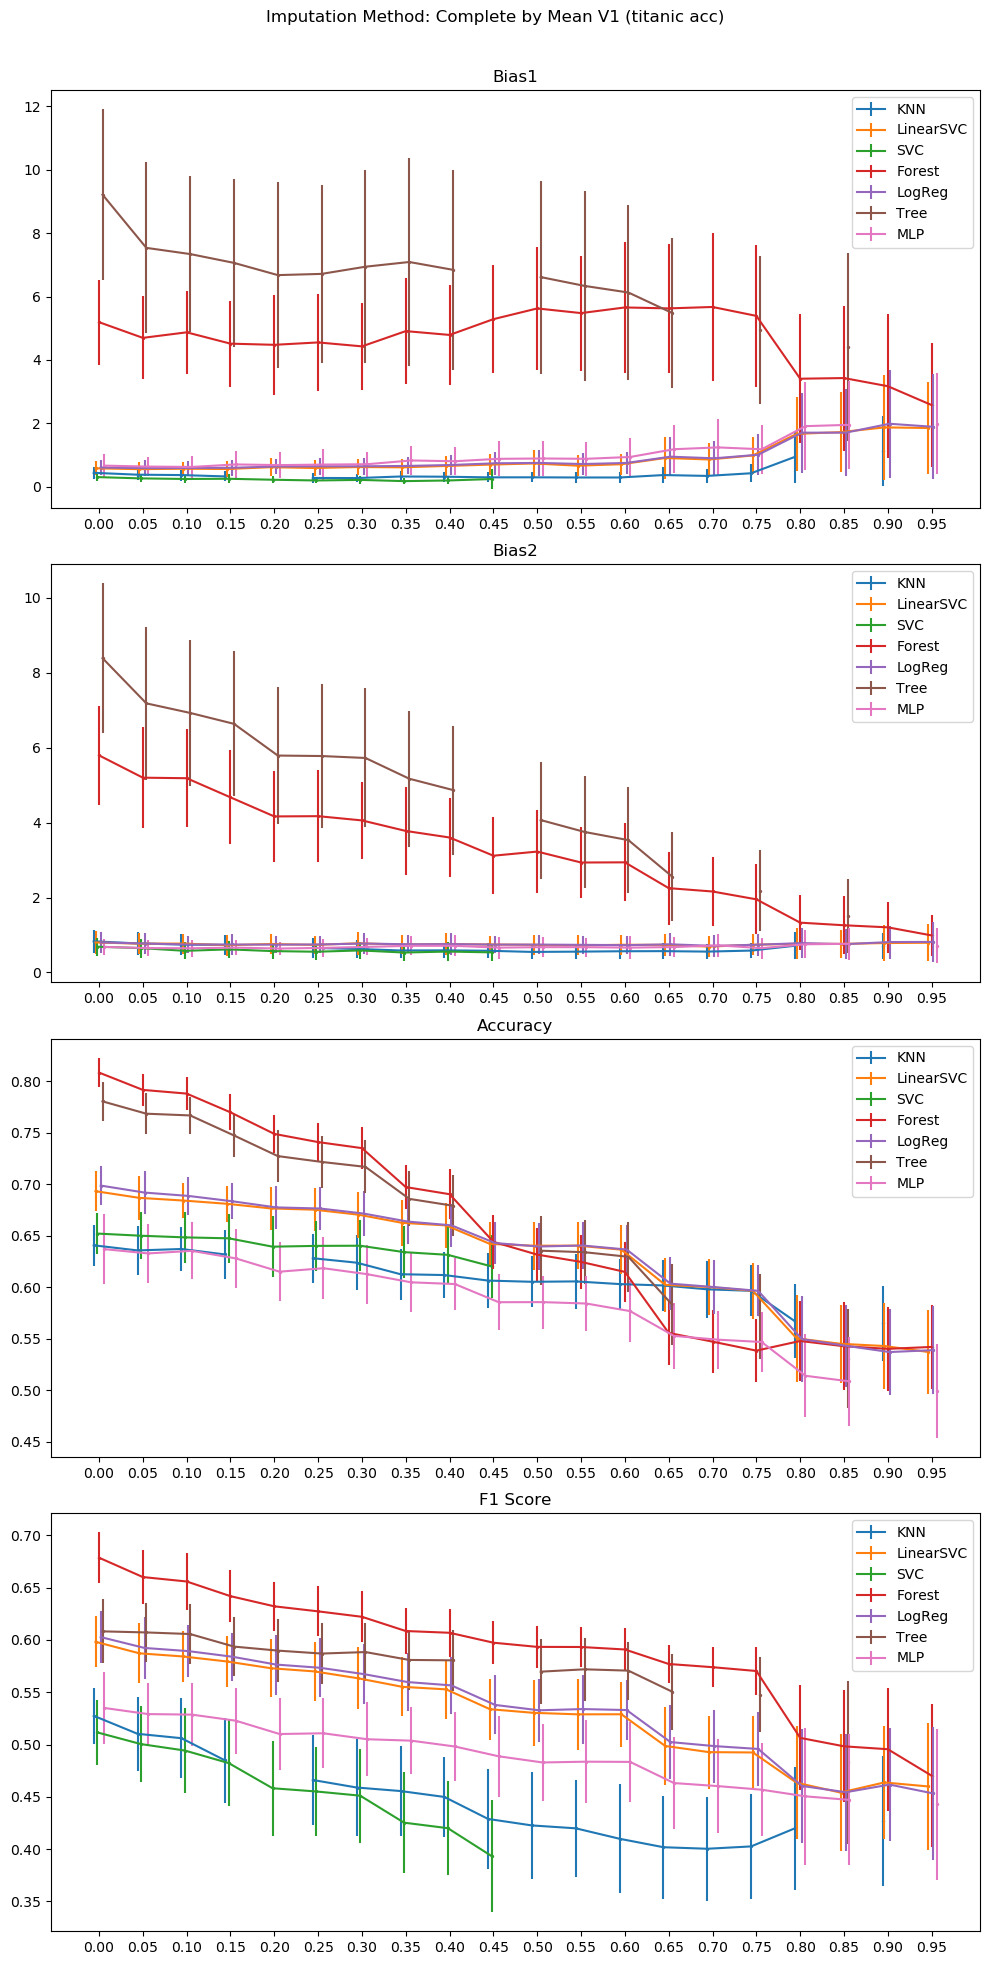 Imputation Method: Complete by Mean V1 (titanic acc)
Bias1
12
10
8
6
4
2
0
KNN
LinearSVC
SVC
Forest
LogReg
Tree
MLP
0.00 0.05 0.10 0.15 0.20 0.25 0.30 0.35 0.40 0.45 0.50 0.55 0.60 0.65 0.70 0.75 0.80 0.85 0.90 0.95
Bias2
10
8
6
4
2
0
KNN
LinearSVC
SVC
Forest
LogReg
Tree
MLP
0.00 0.05 0.10 0.15 0.20 0.25 0.30 0.35 0.40 0.45 0.50 0.55 0.60 0.65 0.70 0.75 0.80 0.85 0.90 0.95
Accuracy
0.80
0.75
0.70
0.65
0.60
0.55
0.50
0.45
KNN
LinearSVC
SVC
Forest
LogReg
Tree
MLP
0.00 0.05 0.10 0.15 0.20 0.25 0.30 0.35 0.40 0.45 0.50 0.55 0.60 0.65 0.70 0.75 0.80 0.85 0.90 0.95
F1 Score
0.70
0.65
0.60
0.55
0.50
0.45
0.40
0.35
KNN
LinearSVC
SVC
Forest
LogReg
Tree
MLP
0.00 0.05 0.10 0.15 0.20 0.25 0.30 0.35 0.40 0.45 0.50 0.55 0.60 0.65 0.70 0.75 0.80 0.85 0.90 0.95